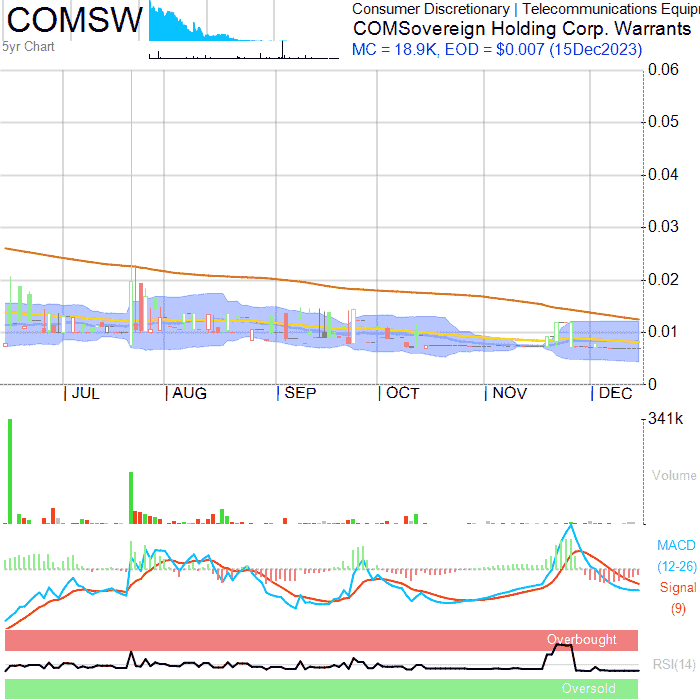 COMSW
Consumer Discretionary | Telecommunications Equip
COMSovereign Holding Corp. Warrants
5yr Chart
MC = 18.9K, EOD = $0.007 (15Dec2023)
0.06
0.05
0.04
0.03
0.02
0.01
0
JUL
AUG
SEP
OCT
NOV
DEC
341k
Volume
MACD
(12-26)
Signal
(9)
Overbought
RSI(14)
Oversold